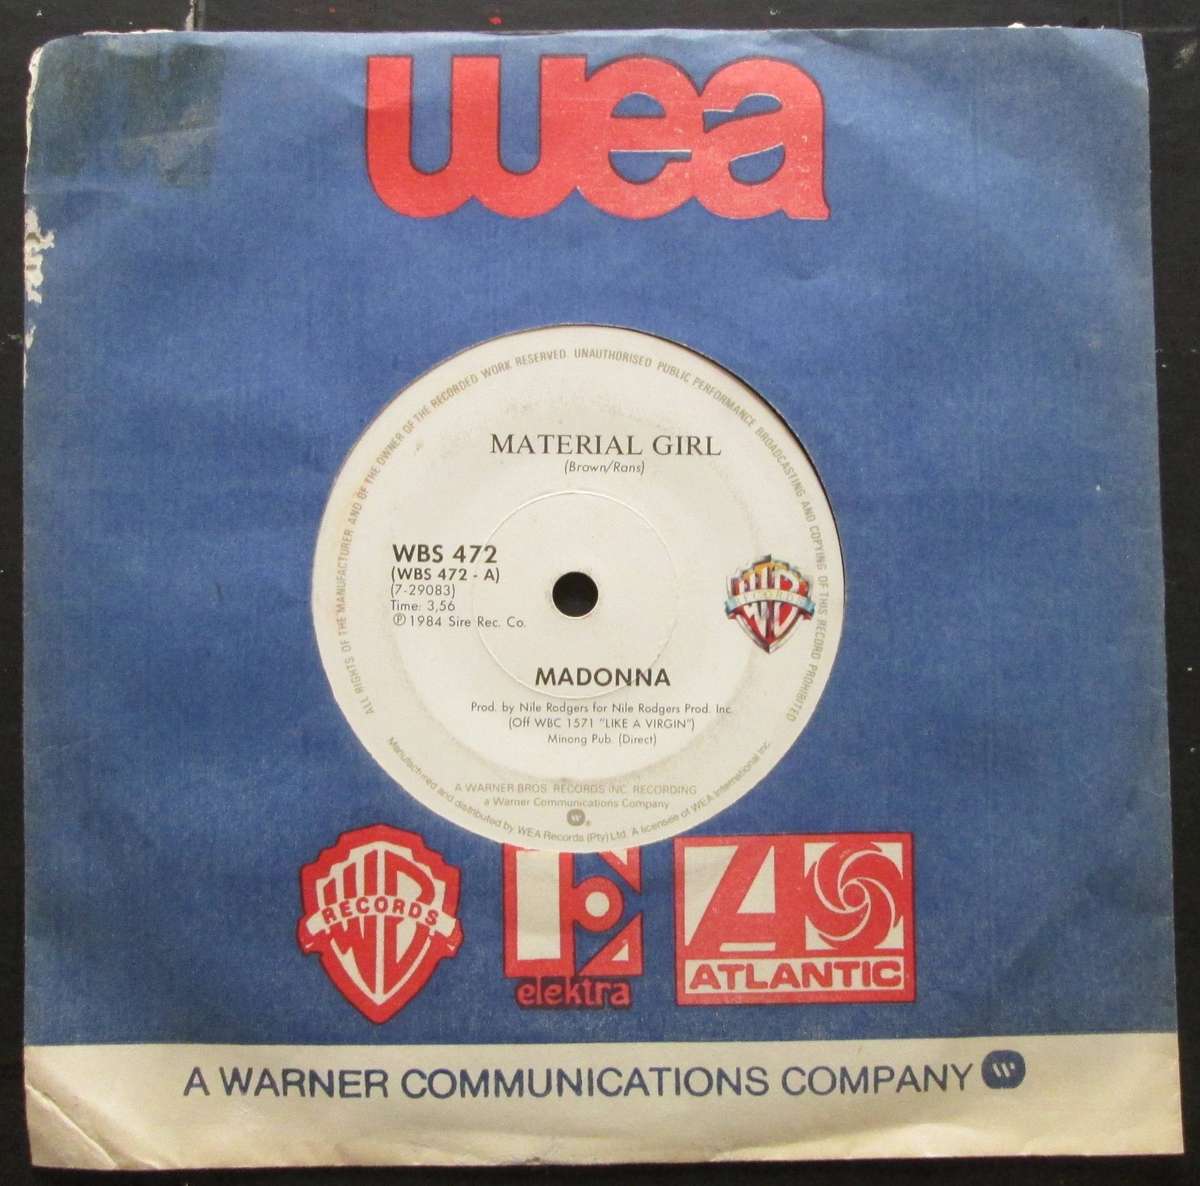 wea
ALL RIGHTS OF THE MANUFACTURER AND OF THE OWNER OF THE RECORDED WORK RESERVED. UNAUTHORISED PUBLIC PERFORMANCE BROADCASTING AND COPYING OF THIS RECORD PROHIBITED
MATERIAL GIRL
(Brown/Rans)
WBS 472
(WBS 472 - A)
(7-29083)
Time: 3,56
℗ 1984 Sire Rec. Co.
WB
RECORDS
MADONNA
Prod. by Nile Rodgers for Nile Rodgers Prod. Inc.
(Off WBC 1571 "LIKE A VIRGIN")
Minong Pub. (Direct)
A WARNER BROS. RECORDS INC. RECORDING
a Warner Communications Company
W®
Manufactured and distributed by WEA Records (Pty) Ltd. A licensee of WEA International Inc.
WB
RECORDS
elektra
A
ATLANTIC
A WARNER COMMUNICATIONS COMPANY